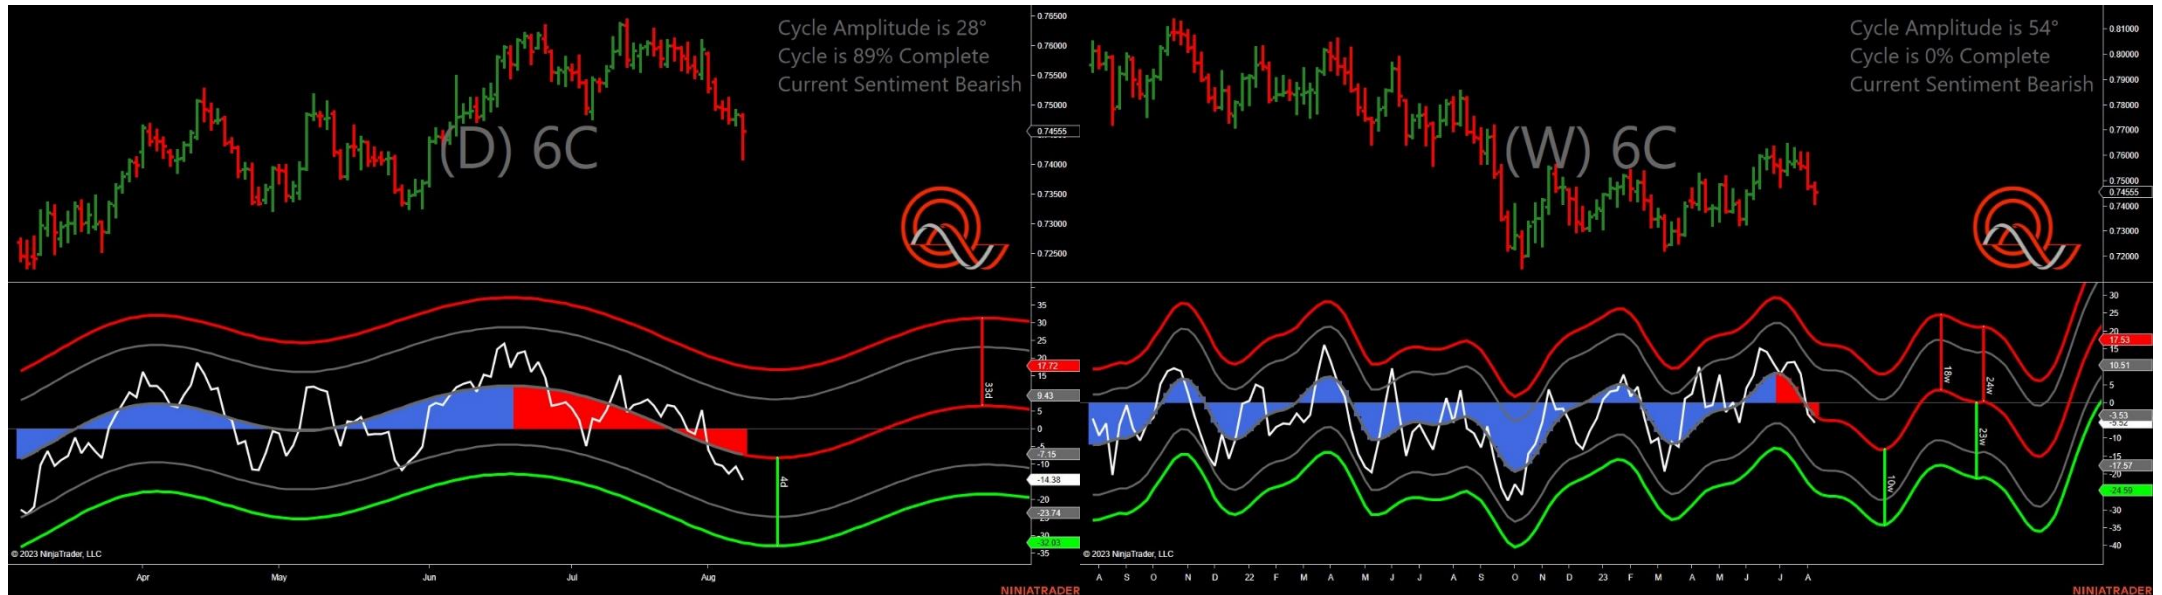 Cycle Amplitude is 28°
Cycle is 89% Complete
Current Sentiment Bearish
(D) 6C
0.76500
0.76000
0.75500
0.75000
0.74555
0.74000
0.73500
0.73000
0.72500
35
30
25
20
17.72
15
9.43
5
0
-7.15
-10
-14.38
-20
-23.74
-32.03
-35
33d
4d
© 2023 NinjaTrader, LLC
Apr May Jun Jul Aug
NINJATRADER
Cycle Amplitude is 54°
Cycle is 0% Complete
Current Sentiment Bearish
(W) 6C
0.81000
0.80000
0.79000
0.78000
0.77000
0.76000
0.75000
0.74555
0.74000
0.73000
0.72000
30
25
20
17.53
15
10.51
5
0
-3.53
-5.52
-10
-15
-17.57
-20
-24.59
-30
-35
-40
18w
24w
23w
10w
© 2023 NinjaTrader, LLC
A S O N D 22 F M A M J J A S O N D 23 F M A M J J A
NINJATRADER